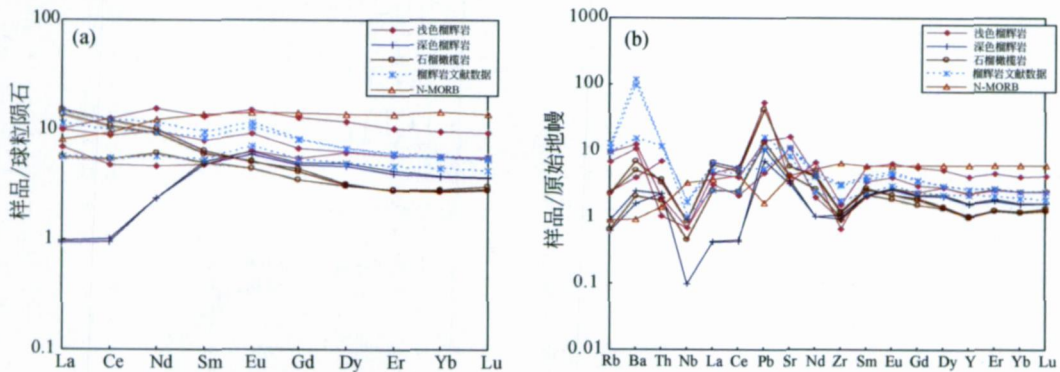 100
(a)
浅色榴辉岩
深色榴辉岩
石榴橄榄岩
榴辉岩文献数据
N-MORB
样品/球粒陨石
10
1
0.1
La Ce Nd Sm Eu Gd Dy Er Yb Lu
1000
(b)
浅色榴辉岩
深色榴辉岩
石榴橄榄岩
榴辉岩文献数据
N-MORB
样品/原始地幔
100
10
1
0.1
0.01
Rb Ba Th Nb La Ce Pb Sr Nd Zr Sm Eu Gd Dy Y Er Yb Lu